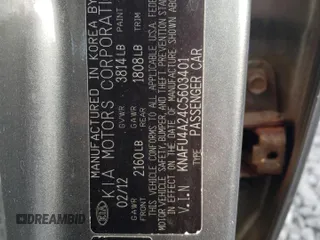 MANUFACTURED IN KOREA BY
KIA MOTORS CORPORATION
02/12 GVWR 3814LB PAINT
GAWR FRONT 2160LB GAWR REAR 1808LB
THIS VEHICLE CONFORMS TO ALL APPLICABLE U.S.A. FEDERAL
MOTOR VEHICLE SAFETY, BUMPER, AND THEFT PREVENTION STANDARDS
IN EFFECT ON THE DATE OF MANUFACTURE SHOWN ABOVE
V.I.N KNAFU4A24C5603401
TYPE PASSENGER CAR
KIA
DREAMBID